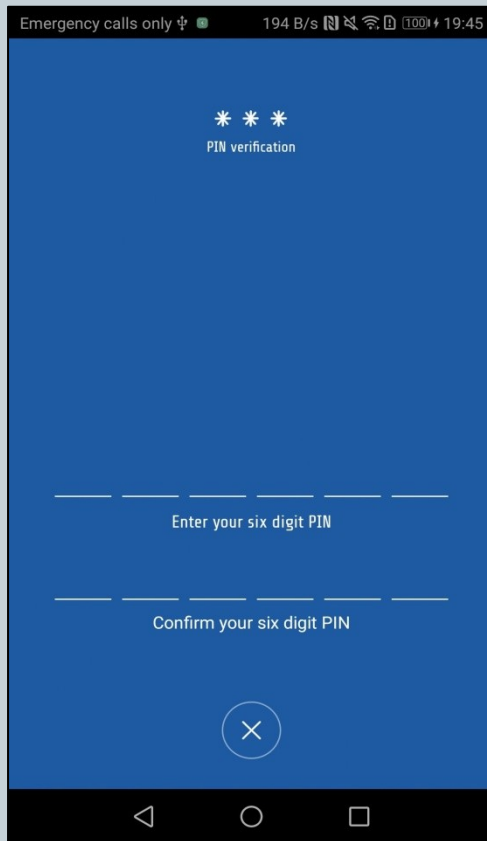 Emergency calls only 194 B/s 100 19:45
PIN verification
Enter your six digit PIN
Confirm your six digit PIN